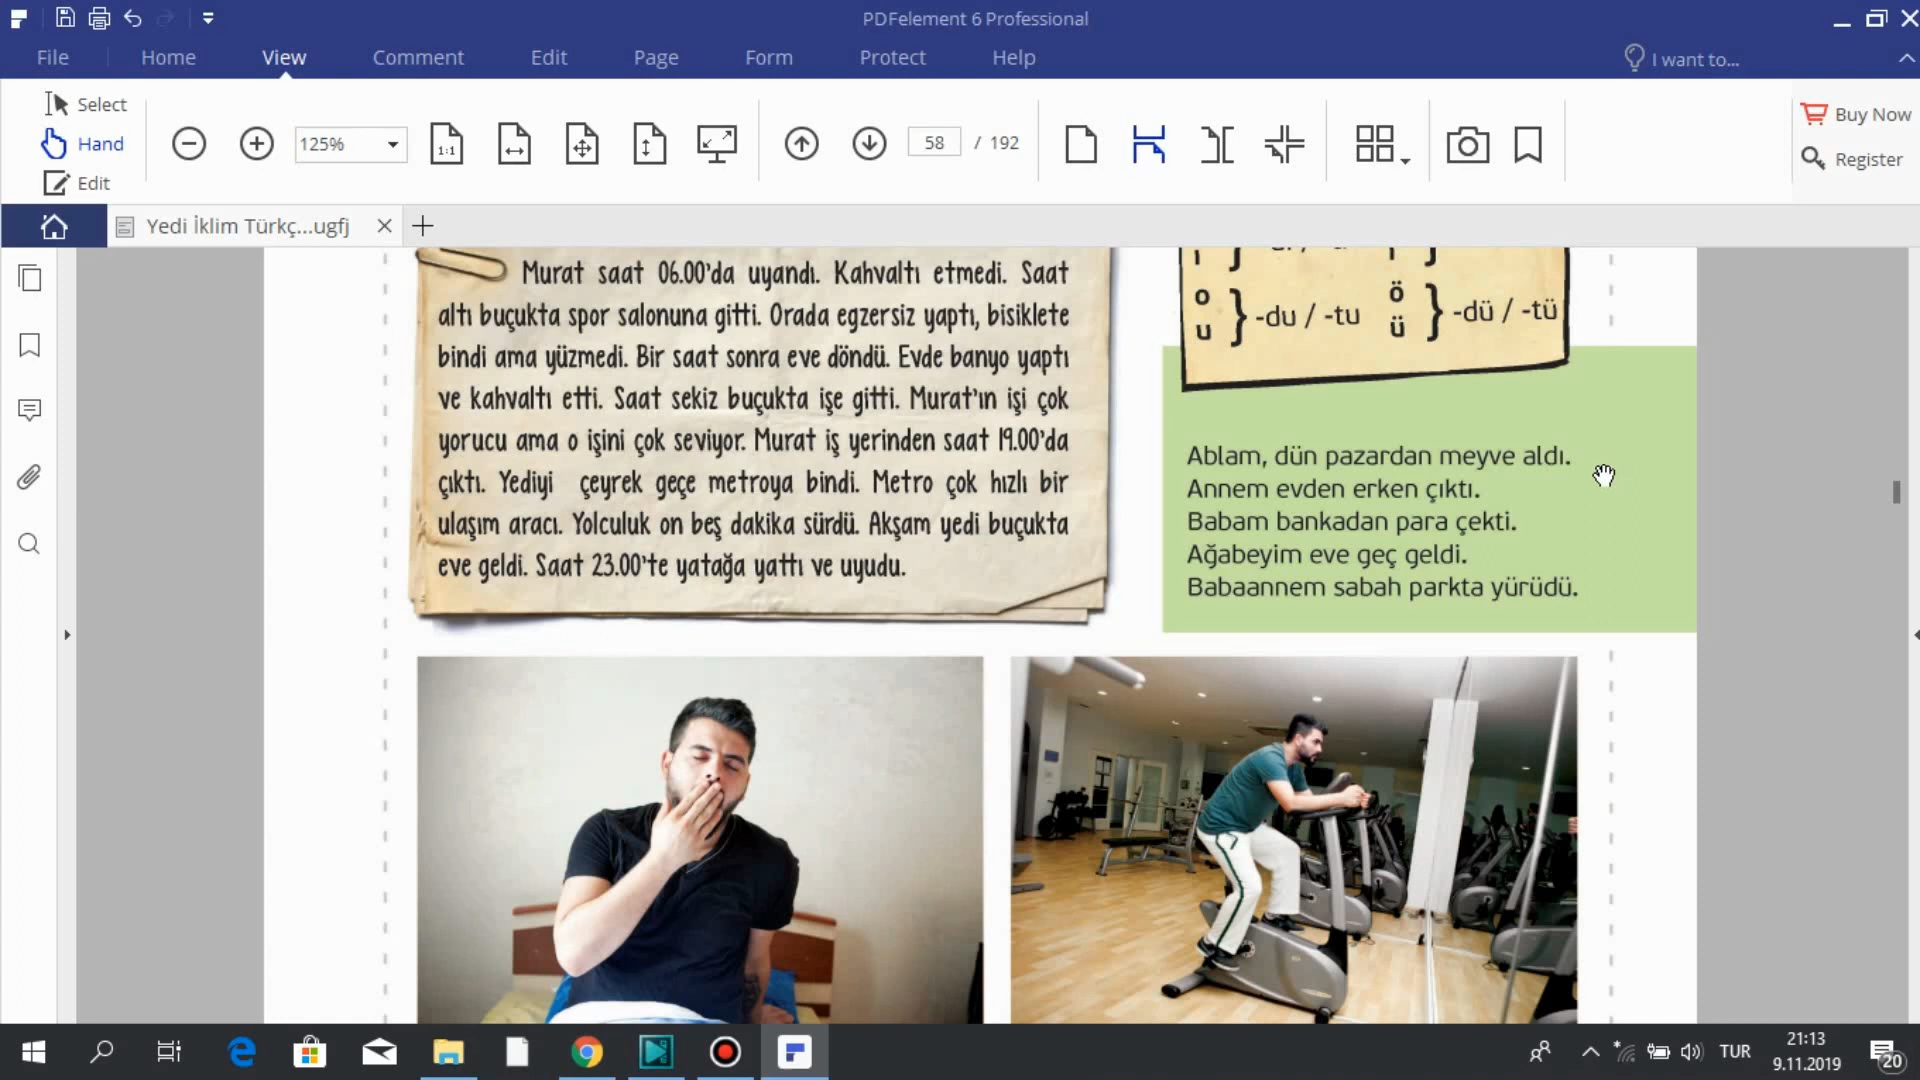 PDFelement 6 Professional
File Home View Comment Edit Page Form Protect Help I want to...
Select
Hand
Edit
125%
1:1
58 / 192
Buy Now
Register
Yedi İklim Türkç...ugfj
Murat saat 06.00'da uyandı. Kahvaltı etmedi. Saat
altı buçukta spor salonuna gitti. Orada egzersiz yaptı, bisiklete
bindi ama yüzmedi. Bir saat sonra eve döndü. Evde banyo yaptı
ve kahvaltı etti. Saat sekiz buçukta işe gitti. Murat'ın işi çok
yorucu ama o işini çok seviyor. Murat iş yerinden saat 19.00'da
çıktı. Yediyi çeyrek geçe metroya bindi. Metro çok hızlı bir
ulaşım aracı. Yolculuk on beş dakika sürdü. Akşam yedi buçukta
eve geldi. Saat 23.00'te yatağa yattı ve uyudu.
o
u } -du / -tu
ö
ü } -dü / -tü
Ablam, dün pazardan meyve aldı.
Annem evden erken çıktı.
Babam bankadan para çekti.
Ağabeyim eve geç geldi.
Babaannem sabah parkta yürüdü.
TUR
21:13
9.11.2019
20